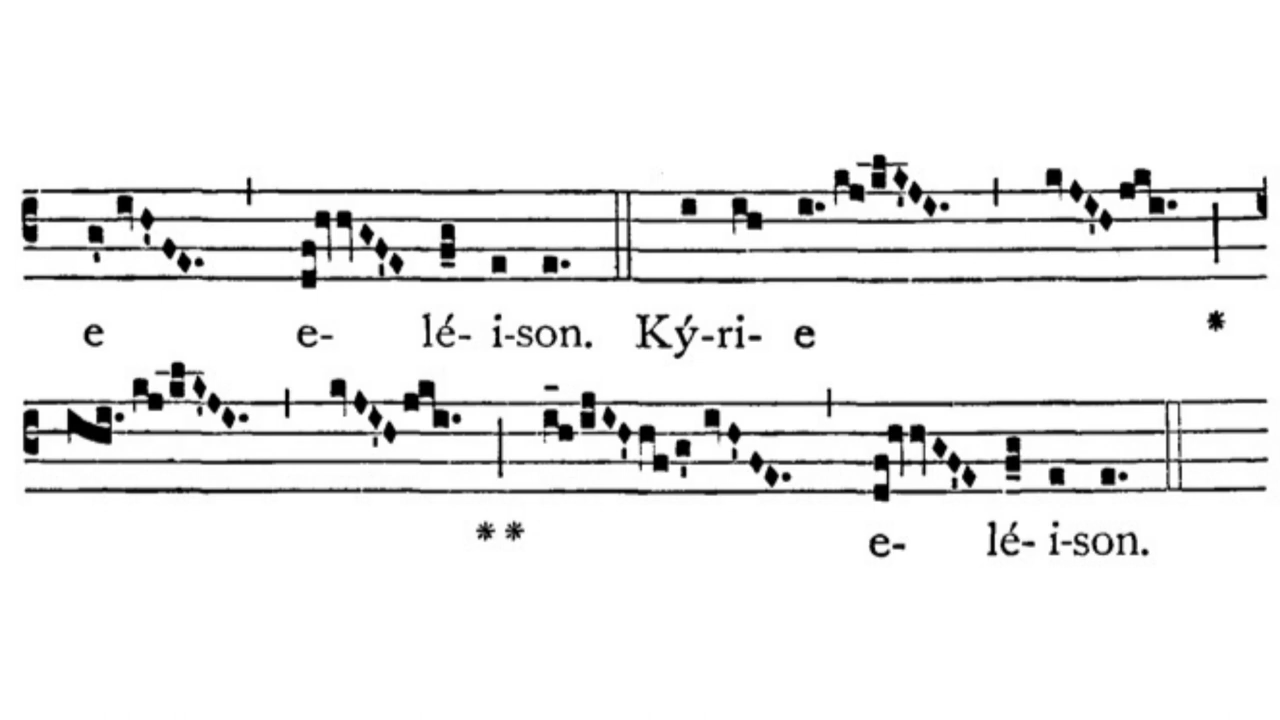 e e- lé- i-son. Ký-ri- e *
** e- lé- i-son.